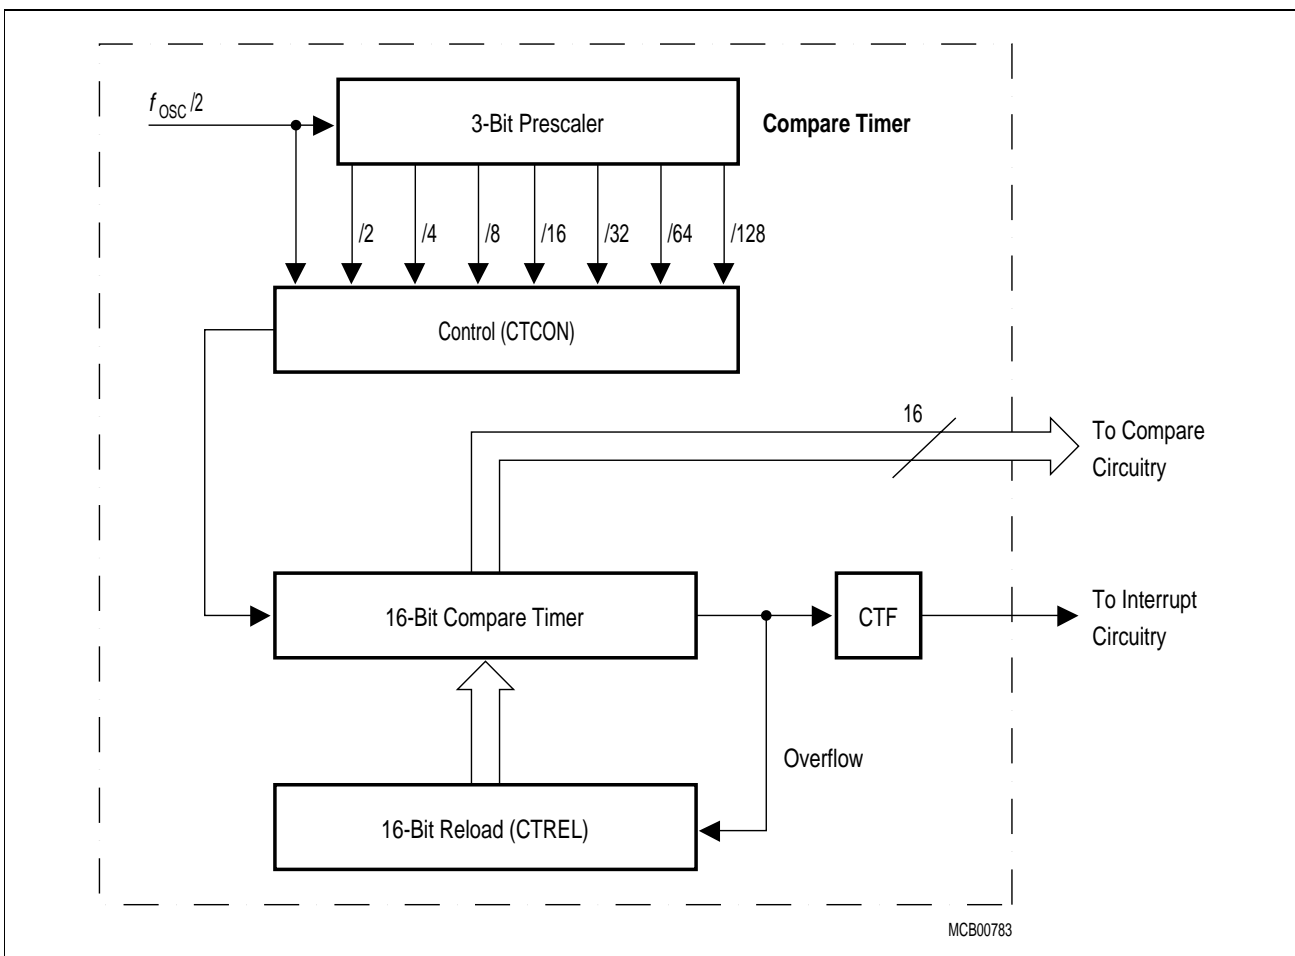 fOSC/2
3-Bit Prescaler
Compare Timer
/2 /4 /8 /16 /32 /64 /128
Control (CTCON)
16
To Compare
Circuitry
16-Bit Compare Timer
CTF
To Interrupt
Circuitry
Overflow
16-Bit Reload (CTREL)
MCB00783